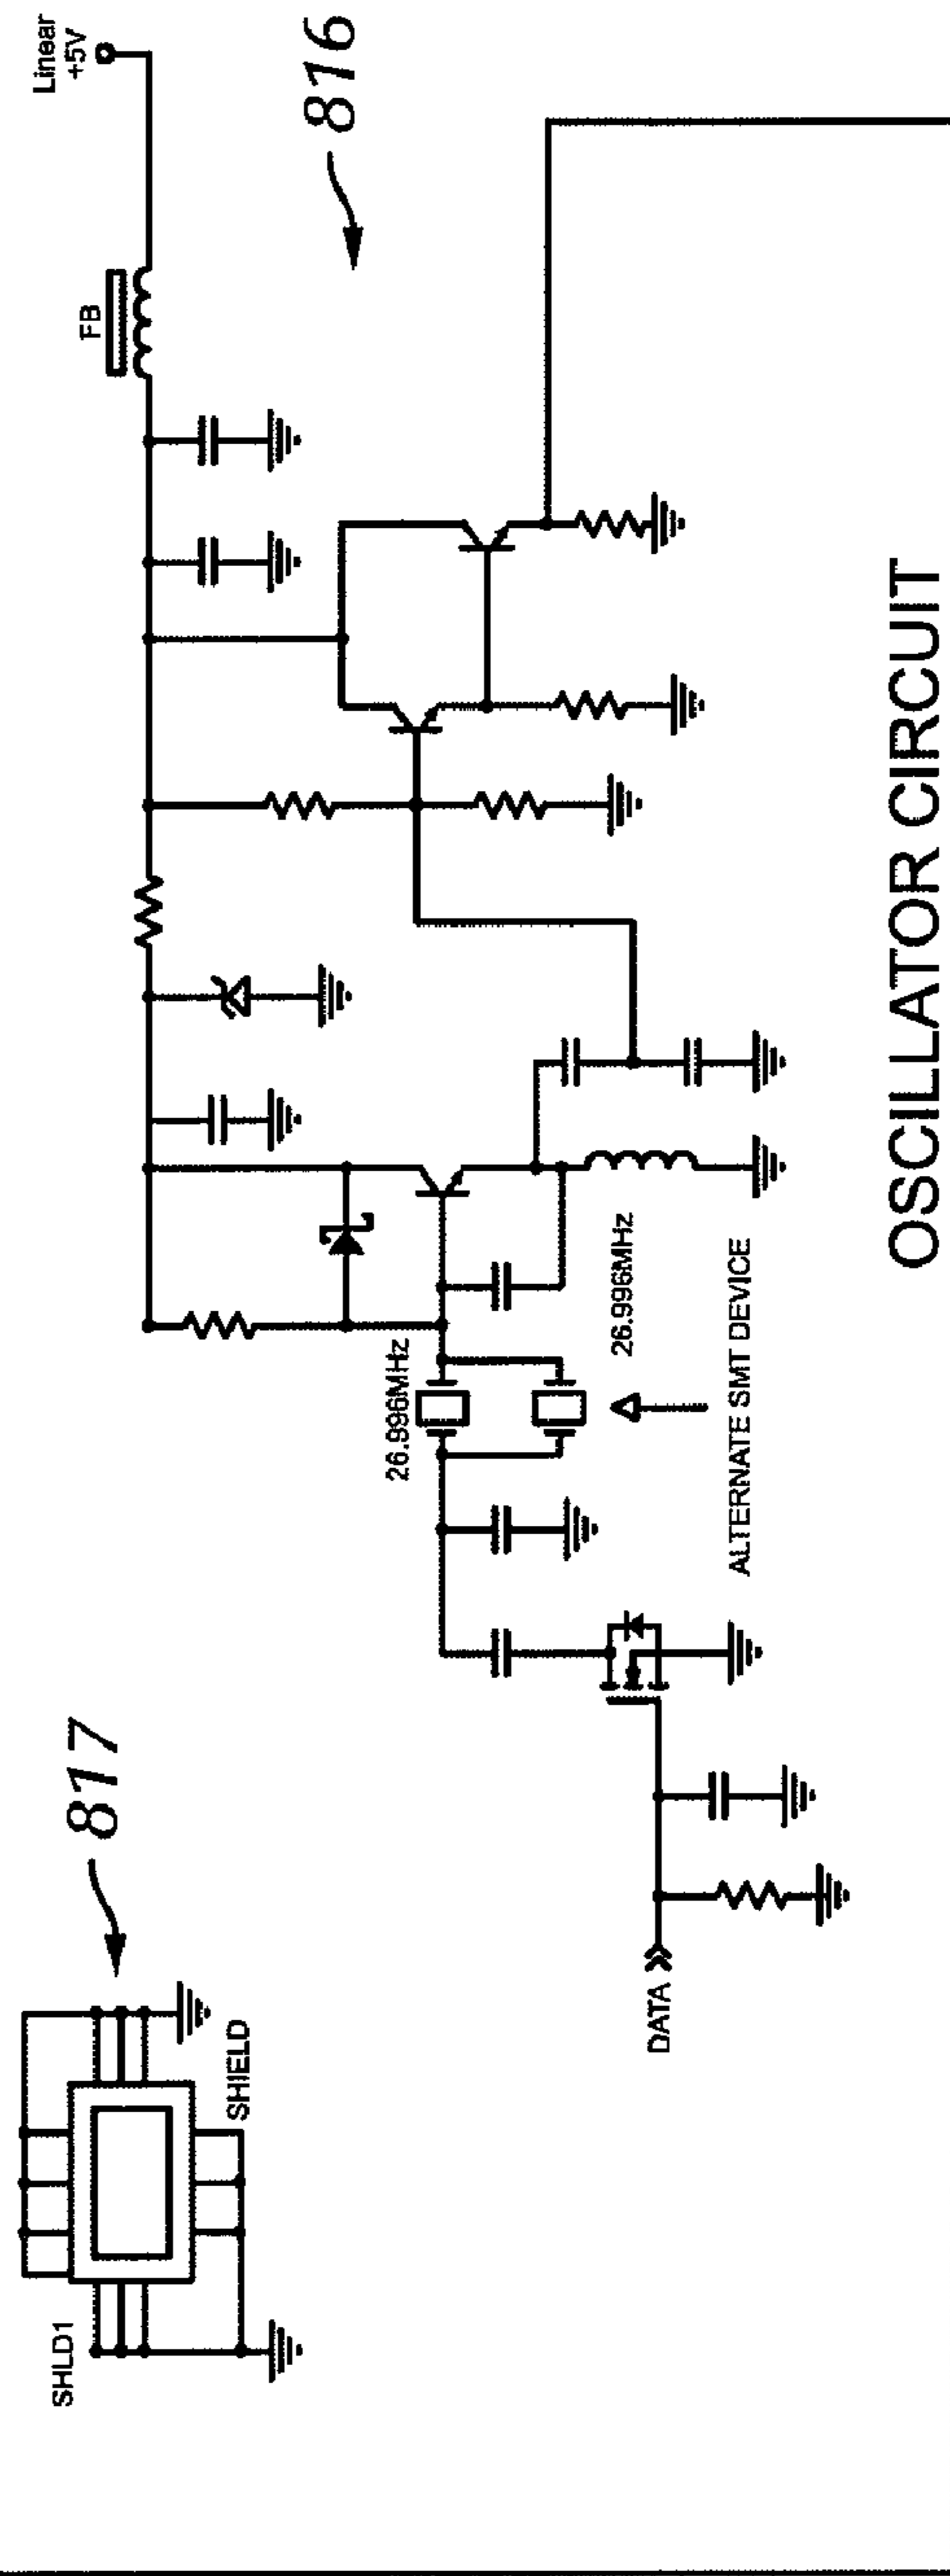 SHLD1
SHIELD
817
DATA
26.996MHz
26.996MHz
ALTERNATE SMT DEVICE
FB
Linear
+5V
816
OSCILLATOR CIRCUIT